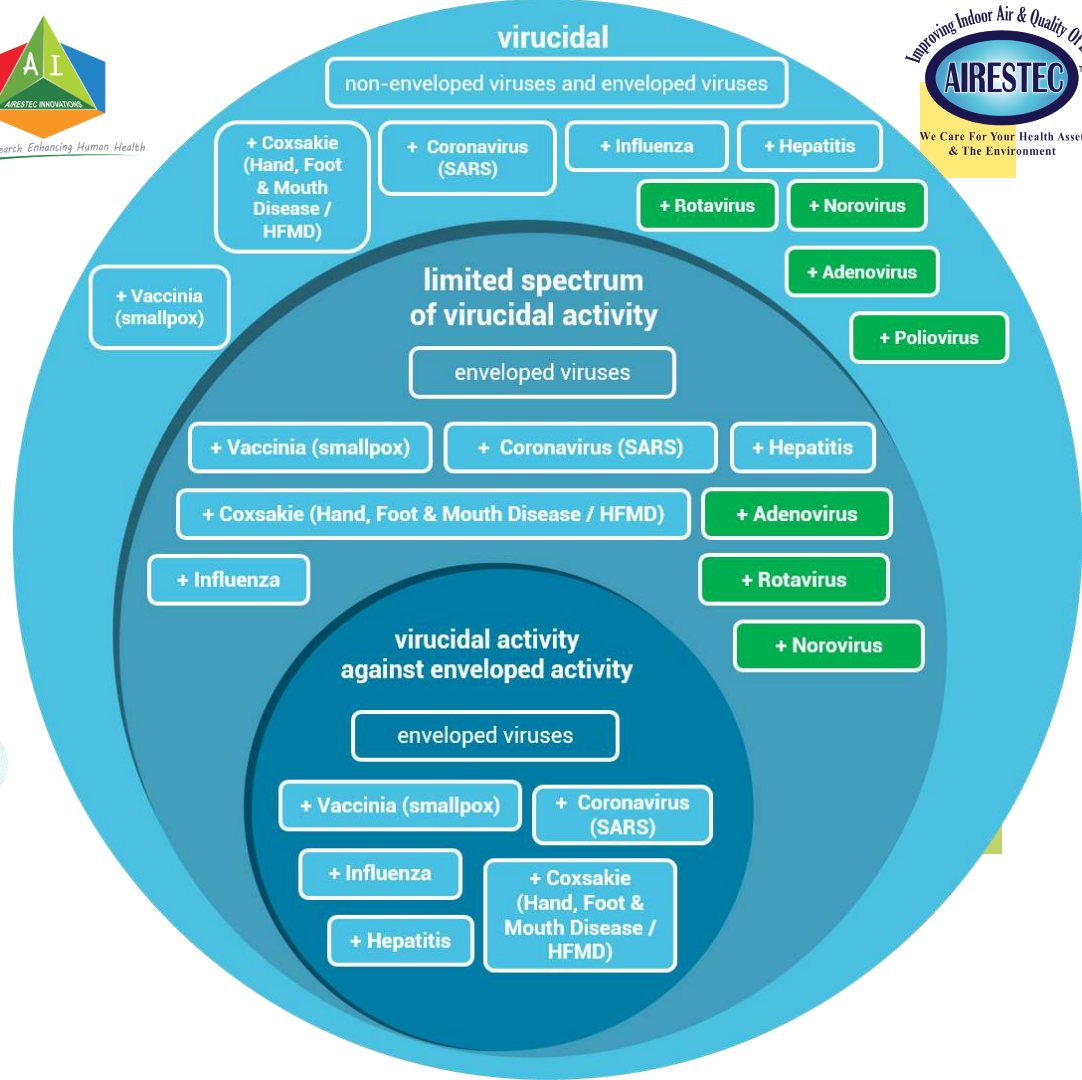 AI
AIRESTEC INNOVATIONS
earch Enhancing Human Health
Improving Indoor Air & Quality Of
AIRESTEC
We Care For Your Health Asset
& The Environment
virucidal
non-enveloped viruses and enveloped viruses
+ Coxsakie
(Hand, Foot
& Mouth
Disease /
HFMD)
+ Coronavirus
(SARS)
+ Influenza
+ Hepatitis
+ Rotavirus
+ Norovirus
+ Adenovirus
+ Poliovirus
+ Vaccinia
(smallpox)
limited spectrum
of virucidal activity
enveloped viruses
+ Vaccinia (smallpox)
+ Coronavirus (SARS)
+ Hepatitis
+ Coxsakie (Hand, Foot & Mouth Disease / HFMD)
+ Adenovirus
+ Influenza
+ Rotavirus
+ Norovirus
virucidal activity
against enveloped activity
enveloped viruses
+ Vaccinia (smallpox)
+ Coronavirus
(SARS)
+ Influenza
+ Coxsakie
(Hand, Foot &
Mouth Disease /
HFMD)
+ Hepatitis